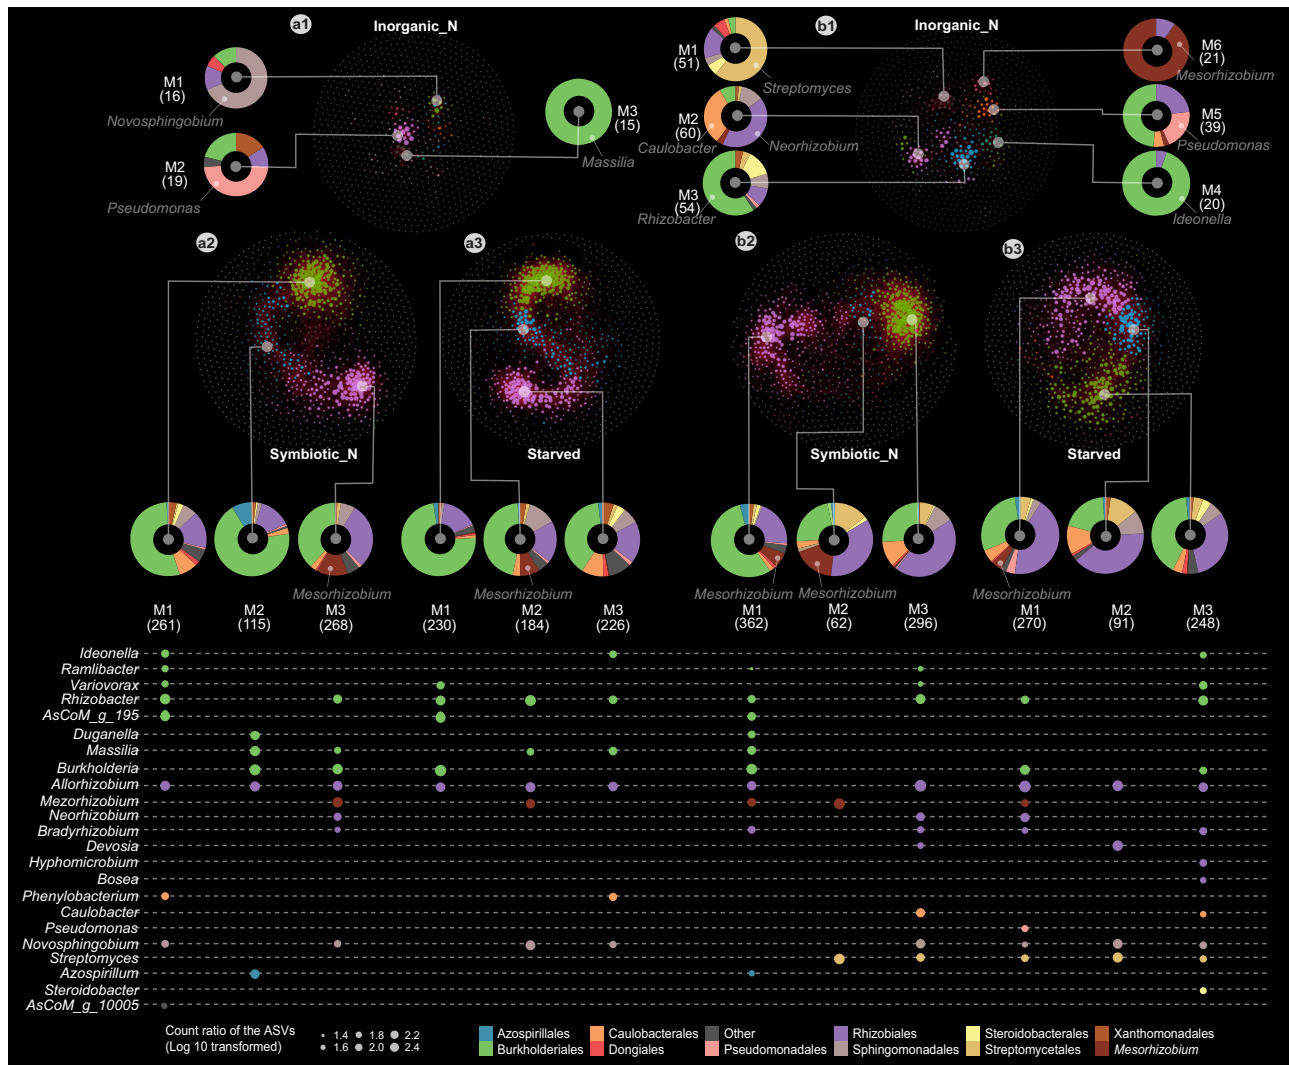 a1
Inorganic_N
M1
(16)
Novosphingobium
M2
(19)
Pseudomonas
M3
(15)
Massilia
b1
Inorganic_N
M1
(51)
Streptomyces
M2
(60)
Caulobacter
Neorhizobium
M3
(54)
Rhizobacter
M6
(21)
Mesorhizobium
M5
(39)
Pseudomonas
M4
(20)
Ideonella
a2
Symbiotic_N
a3
Starved
b2
Symbiotic_N
b3
Starved
Mesorhizobium
Mesorhizobium
Mesorhizobium
Mesorhizobium
Mesorhizobium
M1 M2 M3 M1 M2 M3 M1 M2 M3 M1 M2 M3
(261) (115) (268) (230) (184) (226) (362) (62) (296) (270) (91) (248)
Ideonella
Ramlibacter
Variovorax
Rhizobacter
AsCoM_g_195
Duganella
Massilia
Burkholderia
Allorhizobium
Mezorhizobium
Neorhizobium
Bradyrhizobium
Devosia
Hyphomicrobium
Bosea
Phenylobacterium
Caulobacter
Pseudomonas
Novosphingobium
Streptomyces
Azospirillum
Steroidobacter
AsCoM_g_10005
Count ratio of the ASVs
(Log 10 transformed)
1.4 1.8 2.2
1.6 2.0 2.4
Azospirillales Caulobacterales Other Rhizobiales Steroidobacterales Xanthomonadales
Burkholderiales Dongiales Pseudomonadales Sphingomonadales Streptomycetales Mesorhizobium